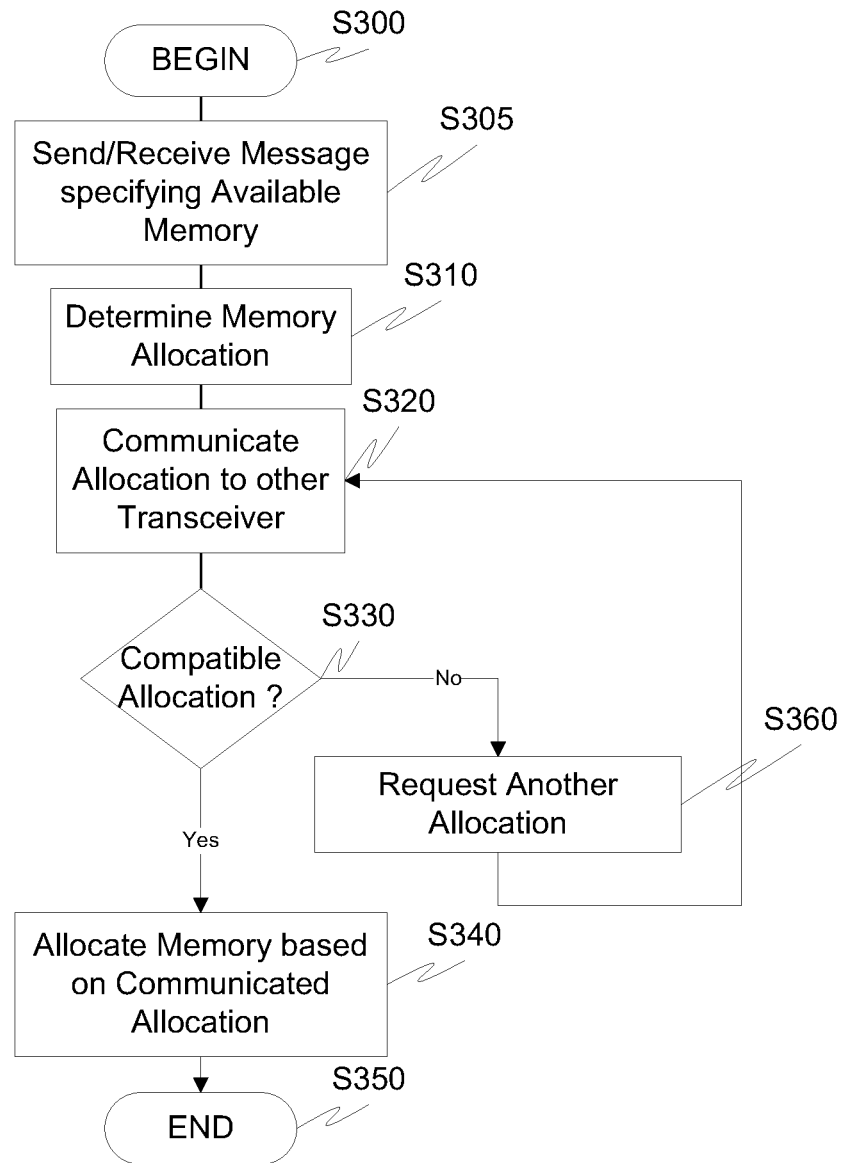 S300
BEGIN
S305
Send/Receive Message
specifying Available
Memory
S310
Determine Memory
Allocation
S320
Communicate
Allocation to other
Transceiver
S330
Compatible
Allocation ?
No
S360
Request Another
Allocation
Yes
S340
Allocate Memory based
on Communicated
Allocation
S350
END